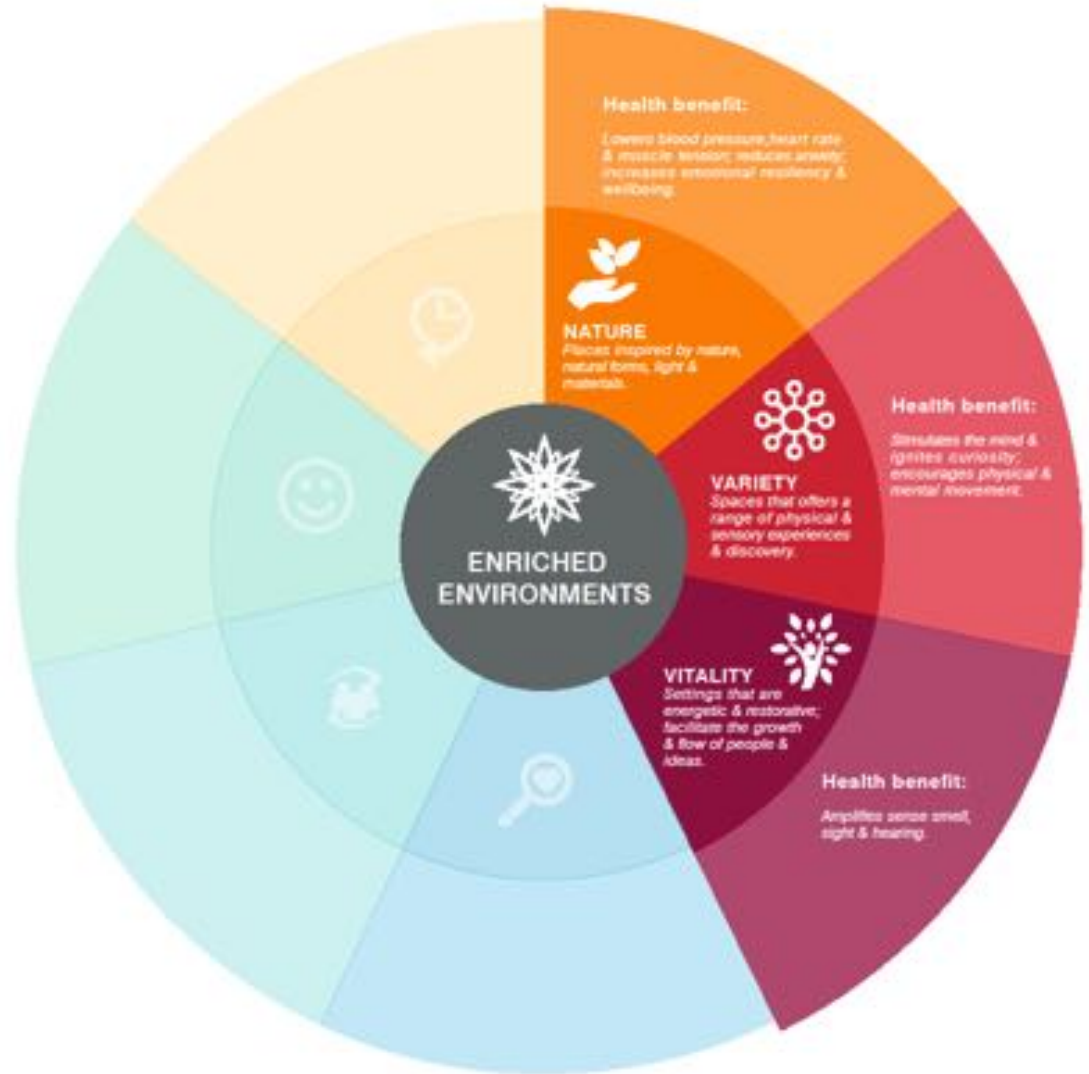 Health benefit:
Lowers blood pressure,heart rate
& muscle tension; reduces anxiety;
increases emotional resiliency &
wellbeing.
NATURE
Places inspired by nature,
natural forms, light &
materials.
VARIETY
Spaces that offers a
range of physical &
sensory experiences
& discovery.
Health benefit:
Stimulates the mind &
ignites curiosity;
encourages physical &
mental movement.
ENRICHED
ENVIRONMENTS
VITALITY
Settings that are
energetic & restorative;
facilitate the growth
& flow of people &
ideas.
Health benefit:
Amplifies sense smell,
sight & hearing.